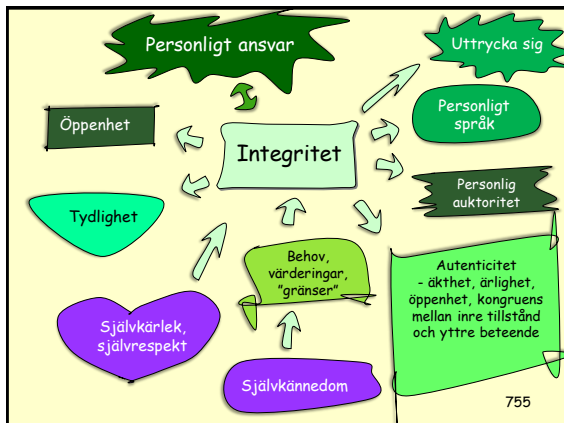 Personligt ansvar
Uttrycka sig
Öppenhet
Personligt
språk
Integritet
Personlig
auktoritet
Tydlighet
Behov,
värderingar,
”gränser”
Autenticitet
- äkthet, ärlighet,
öppenhet, kongruens
mellan inre tillstånd
och yttre beteende
Självkärlek,
självrespekt
Självkännedom
755